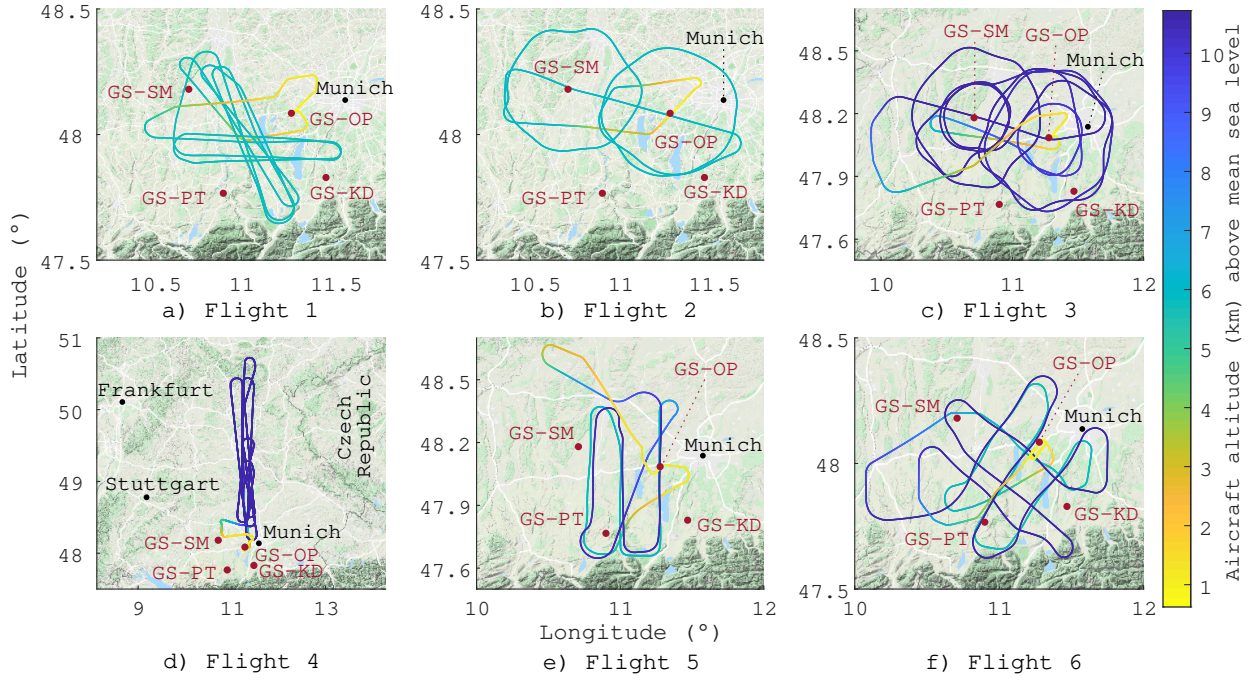 48.5
48
47.5
10.5
11
11.5
GS-SM
Munich
GS-OP
GS-PT
GS-KD
a) Flight 1
48.5
48
47.5
10.5
11
11.5
Munich
GS-SM
GS-OP
GS-PT
GS-KD
b) Flight 2
48.5
48.2
47.9
47.6
10
11
12
GS-SM
GS-OP
Munich
GS-PT
GS-KD
c) Flight 3
Latitude (°)
51
50
49
48
9
11
13
Frankfurt
Czech
Republic
Stuttgart
Munich
GS-SM
GS-OP
GS-PT
GS-KD
d) Flight 4
48.5
48.2
47.9
47.6
10
11
12
GS-OP
GS-SM
Munich
GS-PT
GS-KD
Longitude (°)
e) Flight 5
48.5
48
47.5
10
11
12
GS-OP
GS-SM
Munich
GS-KD
GS-PT
f) Flight 6
10
9
8
7
6
5
4
3
2
1
Aircraft altitude (km) above mean sea level